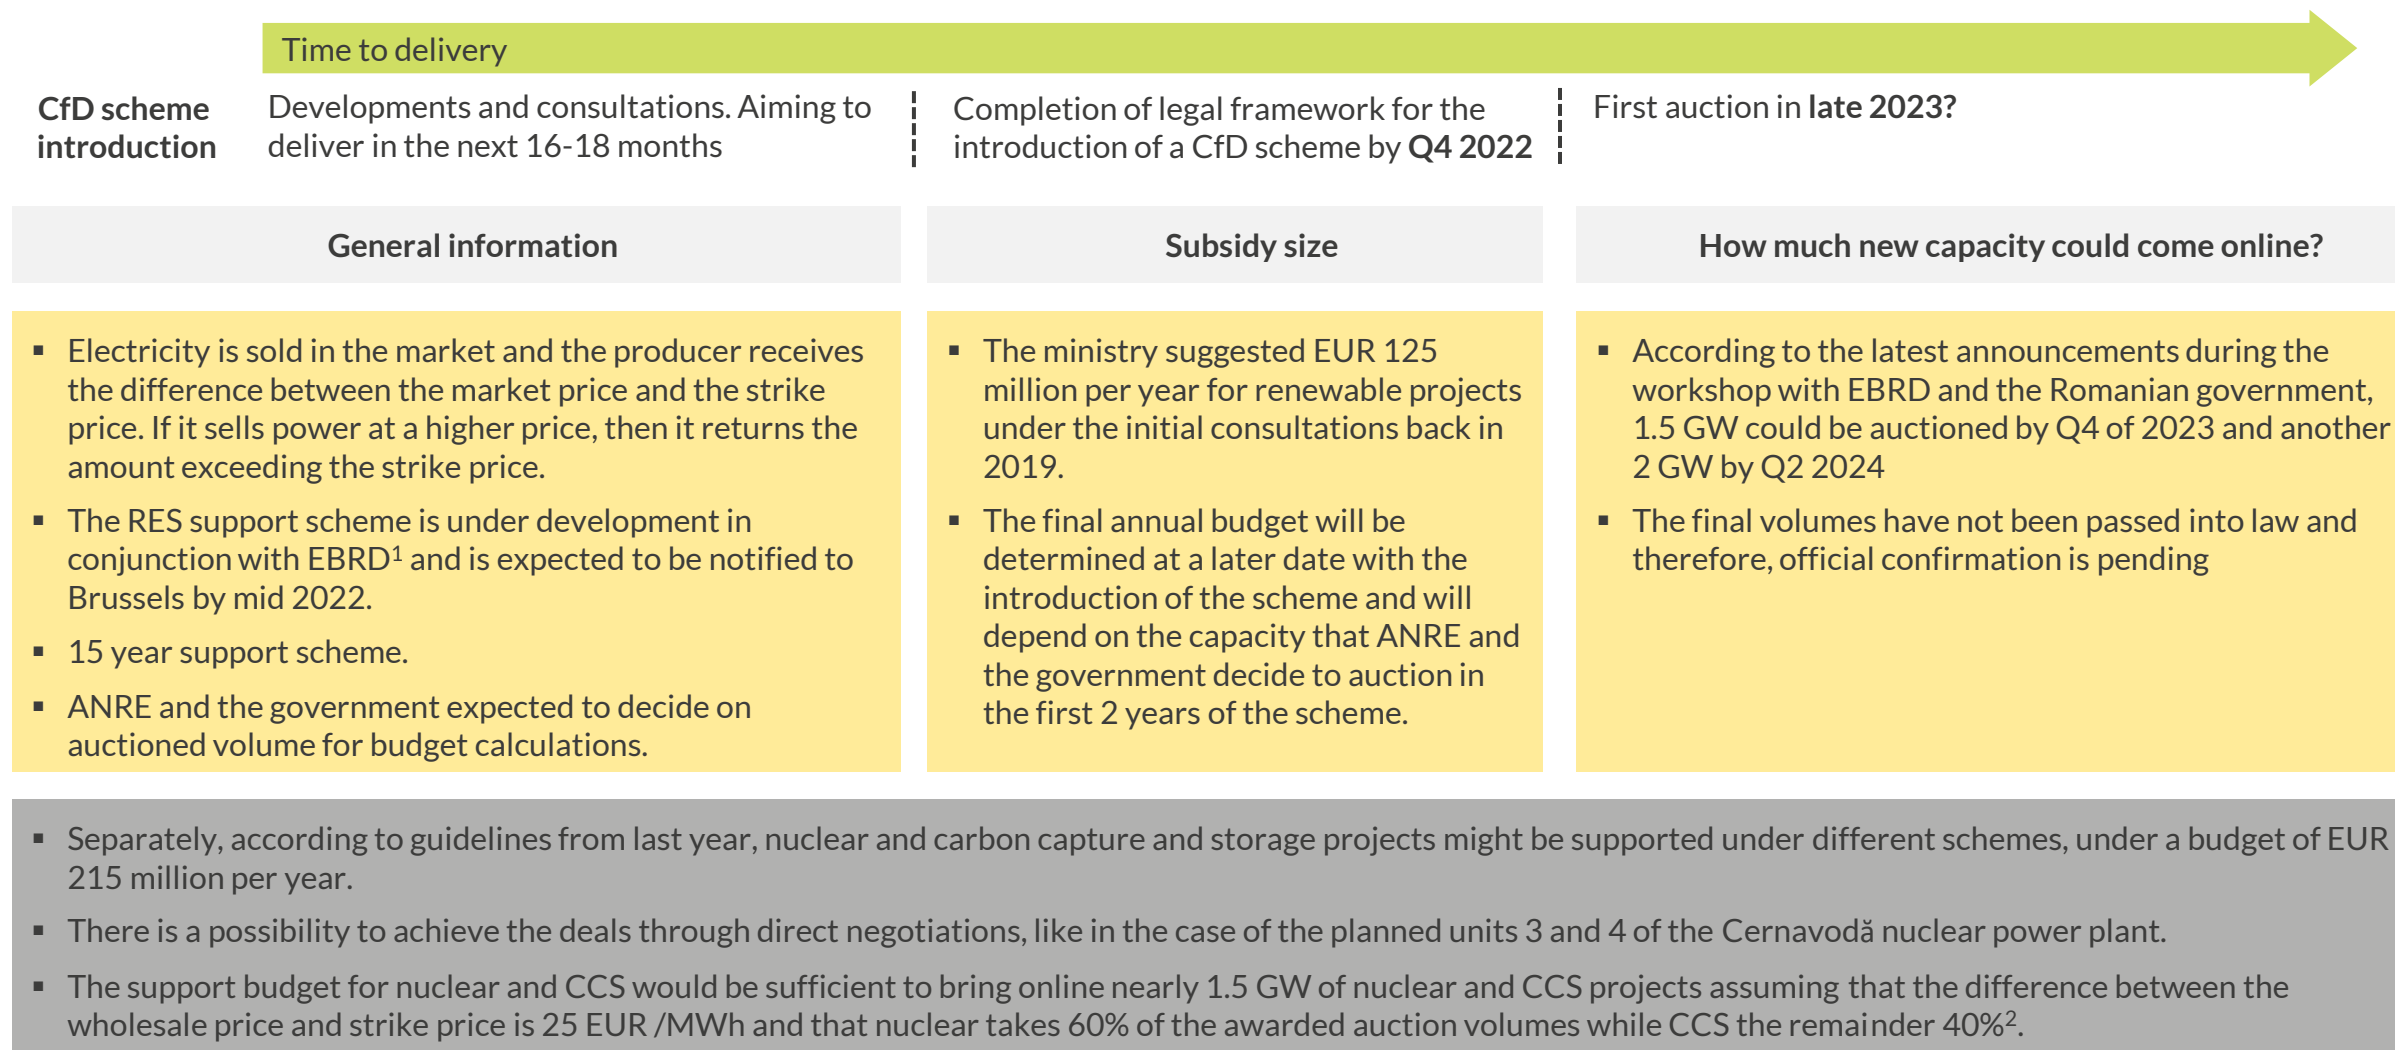 Time to delivery
CfD scheme
introduction
Developments and consultations. Aiming to
deliver in the next 16-18 months
Completion of legal framework for the
introduction of a CfD scheme by Q4 2022
First auction in late 2023?
General information
▪ Electricity is sold in the market and the producer receives
the difference between the market price and the strike
price. If it sells power at a higher price, then it returns the
amount exceeding the strike price.
▪ The RES support scheme is under development in
conjunction with EBRD¹ and is expected to be notified to
Brussels by mid 2022.
▪ 15 year support scheme.
▪ ANRE and the government expected to decide on
auctioned volume for budget calculations.
Subsidy size
▪ The ministry suggested EUR 125
million per year for renewable projects
under the initial consultations back in
2019.
▪ The final annual budget will be
determined at a later date with the
introduction of the scheme and will
depend on the capacity that ANRE and
the government decide to auction in
the first 2 years of the scheme.
How much new capacity could come online?
▪ According to the latest announcements during the
workshop with EBRD and the Romanian government,
1.5 GW could be auctioned by Q4 of 2023 and another
2 GW by Q2 2024
▪ The final volumes have not been passed into law and
therefore, official confirmation is pending
▪ Separately, according to guidelines from last year, nuclear and carbon capture and storage projects might be supported under different schemes, under a budget of EUR
215 million per year.
▪ There is a possibility to achieve the deals through direct negotiations, like in the case of the planned units 3 and 4 of the Cernavodă nuclear power plant.
▪ The support budget for nuclear and CCS would be sufficient to bring online nearly 1.5 GW of nuclear and CCS projects assuming that the difference between the
wholesale price and strike price is 25 EUR /MWh and that nuclear takes 60% of the awarded auction volumes while CCS the remainder 40%².